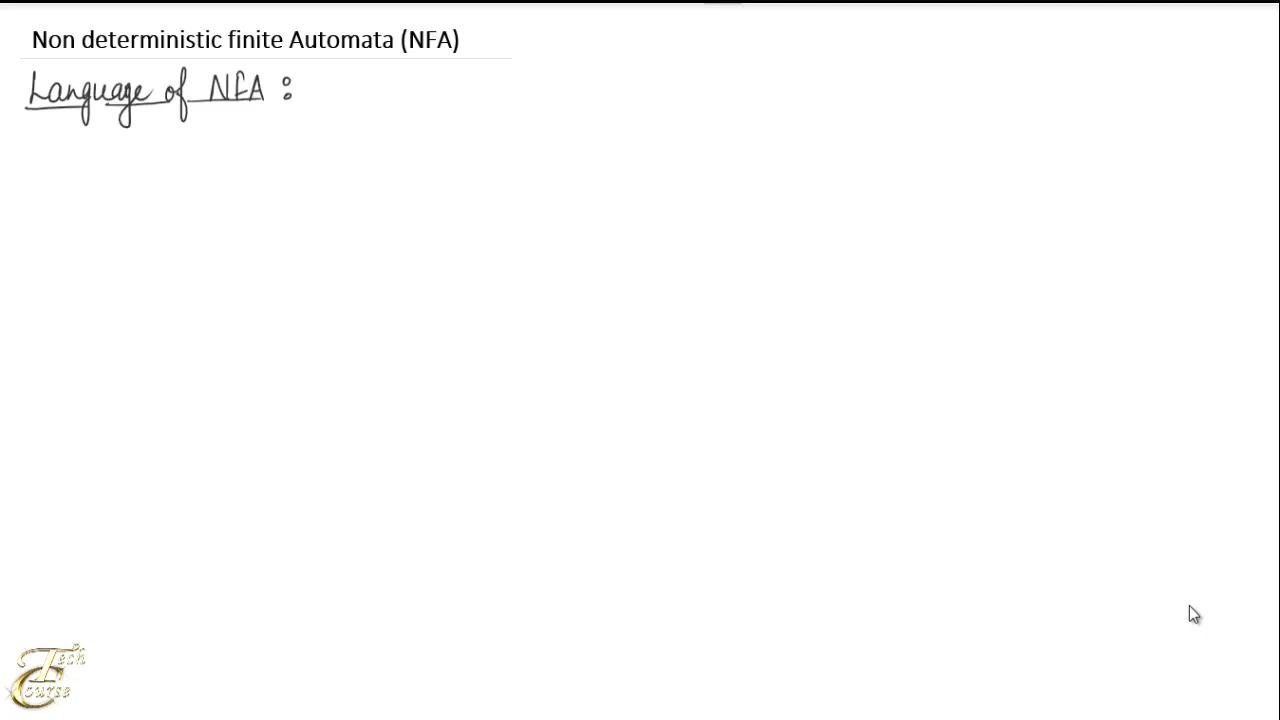 Non deterministic finite Automata (NFA)
Language of NFA :
Tech
Course